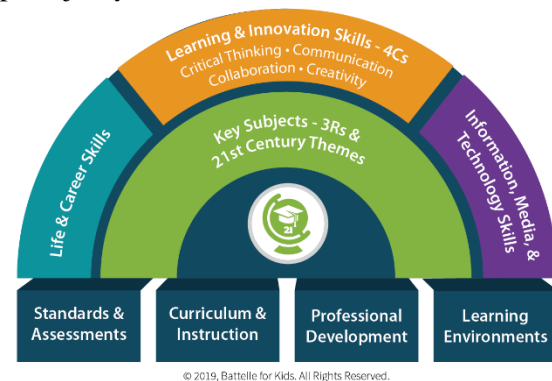 Learning & Innovation Skills - 4Cs
Critical Thinking • Communication
Collaboration • Creativity
Life & Career Skills
Key Subjects - 3Rs &
21st Century Themes
Information, Media, &
Technology Skills
21
Standards &
Assessments
Curriculum &
Instruction
Professional
Development
Learning
Environments
© 2019, Battelle for Kids. All Rights Reserved.